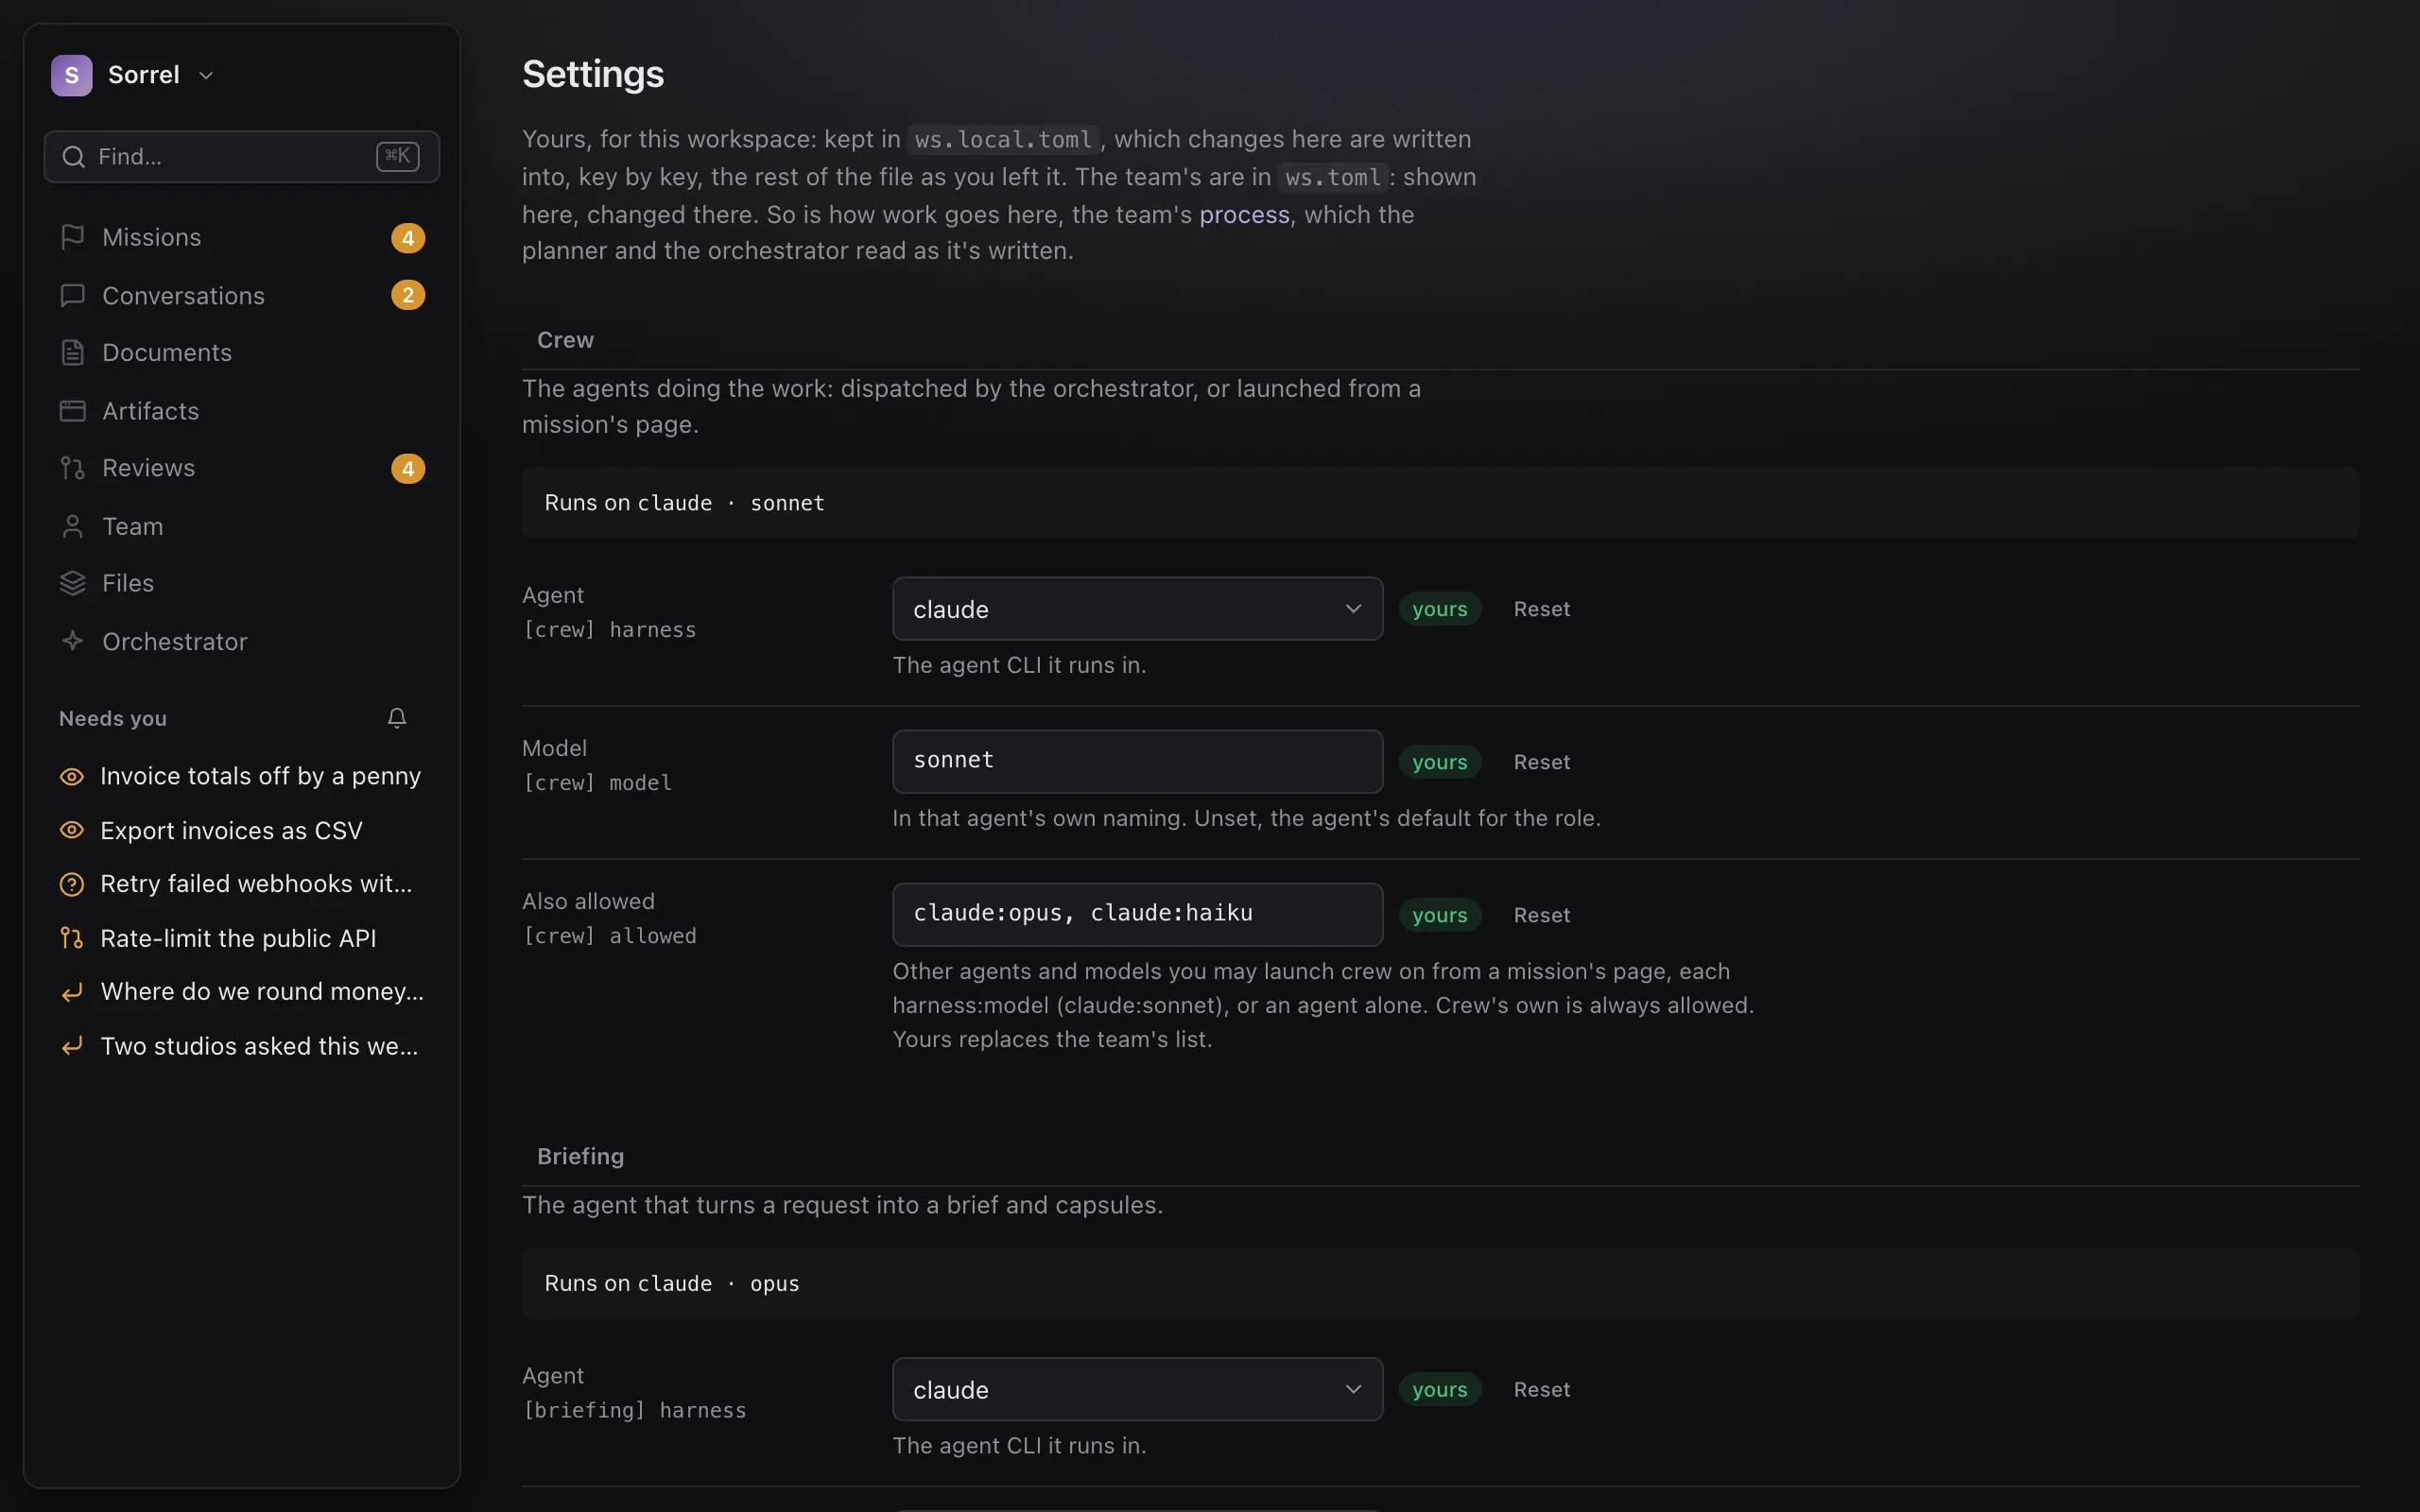 S Sorrel
Find... ⌘K
Missions 4
Conversations 2
Documents
Artifacts
Reviews 4
Team
Files
Orchestrator
Needs you
Invoice totals off by a penny
Export invoices as CSV
Retry failed webhooks wit...
Rate-limit the public API
Where do we round money...
Two studios asked this we...
Settings
Yours, for this workspace: kept in ws.local.toml, which changes here are written
into, key by key, the rest of the file as you left it. The team's are in ws.toml: shown
here, changed there. So is how work goes here, the team's process, which the
planner and the orchestrator read as it's written.
Crew
The agents doing the work: dispatched by the orchestrator, or launched from a
mission's page.
Runs on claude · sonnet
Agent
[crew] harness
claude yours Reset
The agent CLI it runs in.
Model
[crew] model
sonnet yours Reset
In that agent's own naming. Unset, the agent's default for the role.
Also allowed
[crew] allowed
claude:opus, claude:haiku yours Reset
Other agents and models you may launch crew on from a mission's page, each
harness:model (claude:sonnet), or an agent alone. Crew's own is always allowed.
Yours replaces the team's list.
Briefing
The agent that turns a request into a brief and capsules.
Runs on claude · opus
Agent
[briefing] harness
claude yours Reset
The agent CLI it runs in.